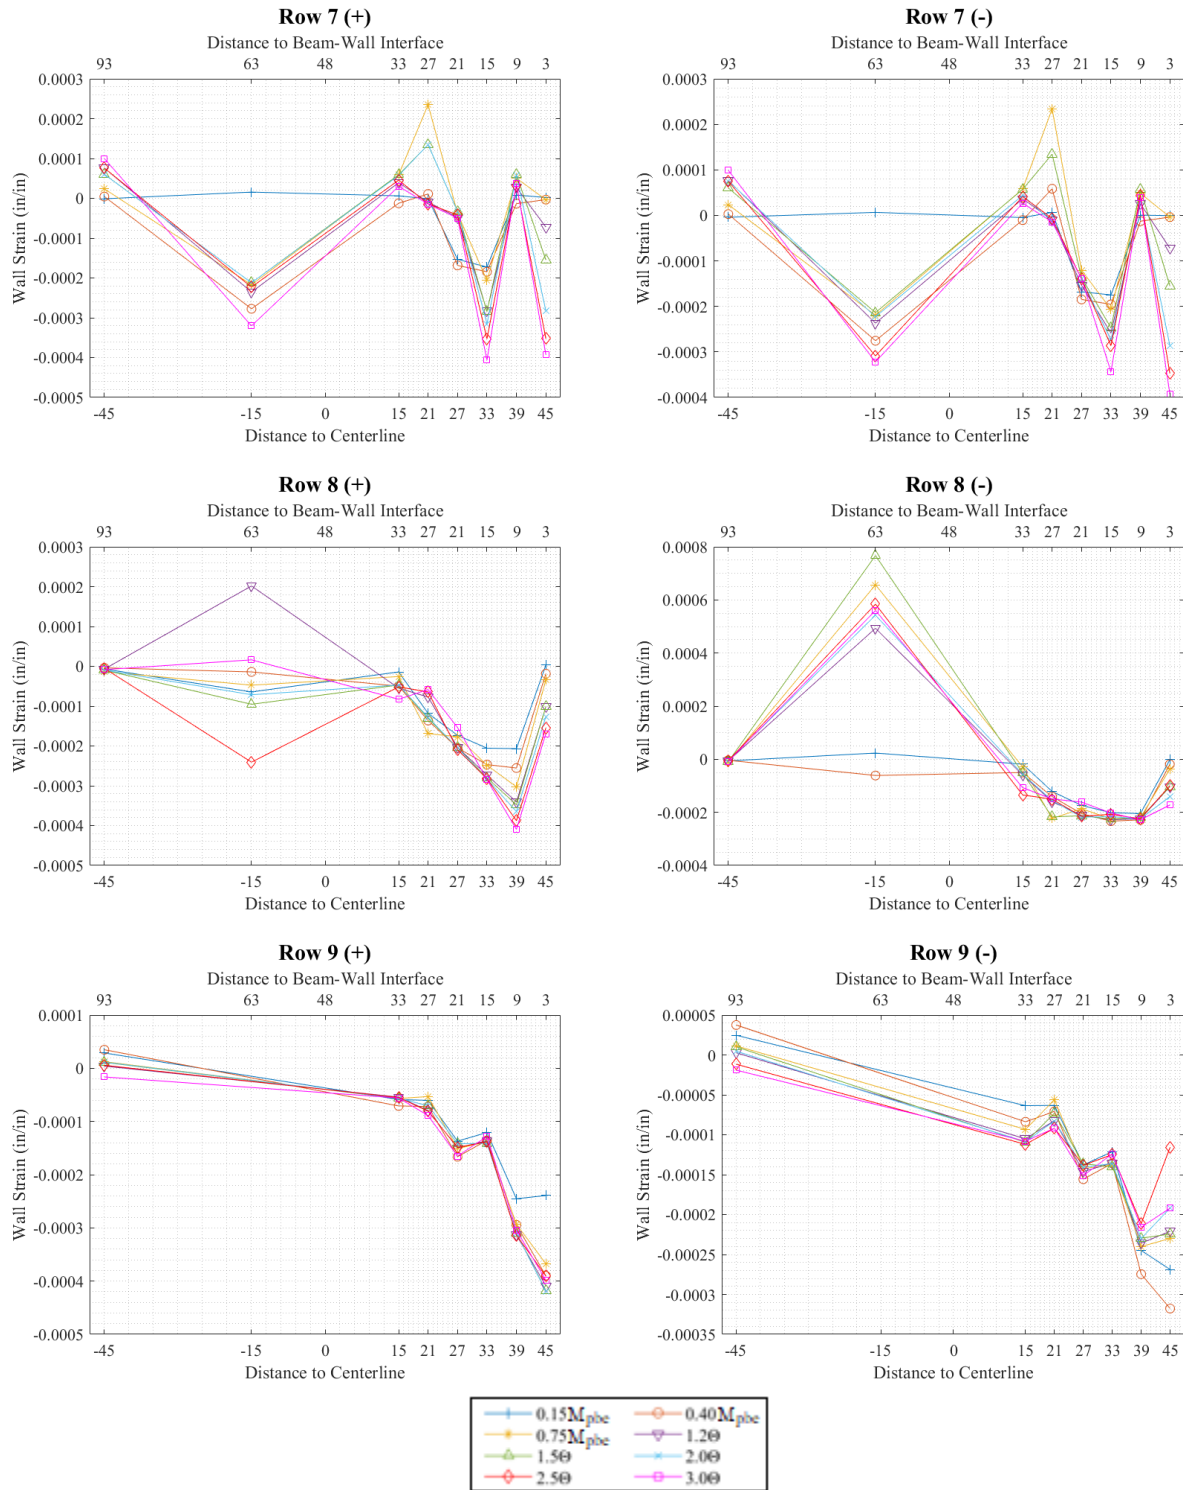 Row 7 (+)
Distance to Beam-Wall Interface
93 63 48 33 27 21 15 9 3
0.0003
0.0002
0.0001
0
-0.0001
-0.0002
-0.0003
-0.0004
-0.0005
Wall Strain (in/in)
-45 -15 0 15 21 27 33 39 45
Distance to Centerline
Row 7 (-)
Distance to Beam-Wall Interface
93 63 48 33 27 21 15 9 3
0.0003
0.0002
0.0001
0
-0.0001
-0.0002
-0.0003
-0.0004
Wall Strain (in/in)
-45 -15 0 15 21 27 33 39 45
Distance to Centerline
Row 8 (+)
Distance to Beam-Wall Interface
93 63 48 33 27 21 15 9 3
0.0003
0.0002
0.0001
0
-0.0001
-0.0002
-0.0003
-0.0004
-0.0005
Wall Strain (in/in)
-45 -15 0 15 21 27 33 39 45
Distance to Centerline
Row 8 (-)
Distance to Beam-Wall Interface
93 63 48 33 27 21 15 9 3
0.0008
0.0006
0.0004
0.0002
0
-0.0002
-0.0004
Wall Strain (in/in)
-45 -15 0 15 21 27 33 39 45
Distance to Centerline
Row 9 (+)
Distance to Beam-Wall Interface
93 63 48 33 27 21 15 9 3
0.0001
0
-0.0001
-0.0002
-0.0003
-0.0004
-0.0005
Wall Strain (in/in)
-45 -15 0 15 21 27 33 39 45
Distance to Centerline
Row 9 (-)
Distance to Beam-Wall Interface
93 63 48 33 27 21 15 9 3
0.00005
0
-0.00005
-0.0001
-0.00015
-0.0002
-0.00025
-0.0003
-0.00035
Wall Strain (in/in)
-45 -15 0 15 21 27 33 39 45
Distance to Centerline
0.15Mpbe 0.40Mpbe
0.75Mpbe 1.2Θ
1.5Θ 2.0Θ
2.5Θ 3.0Θ